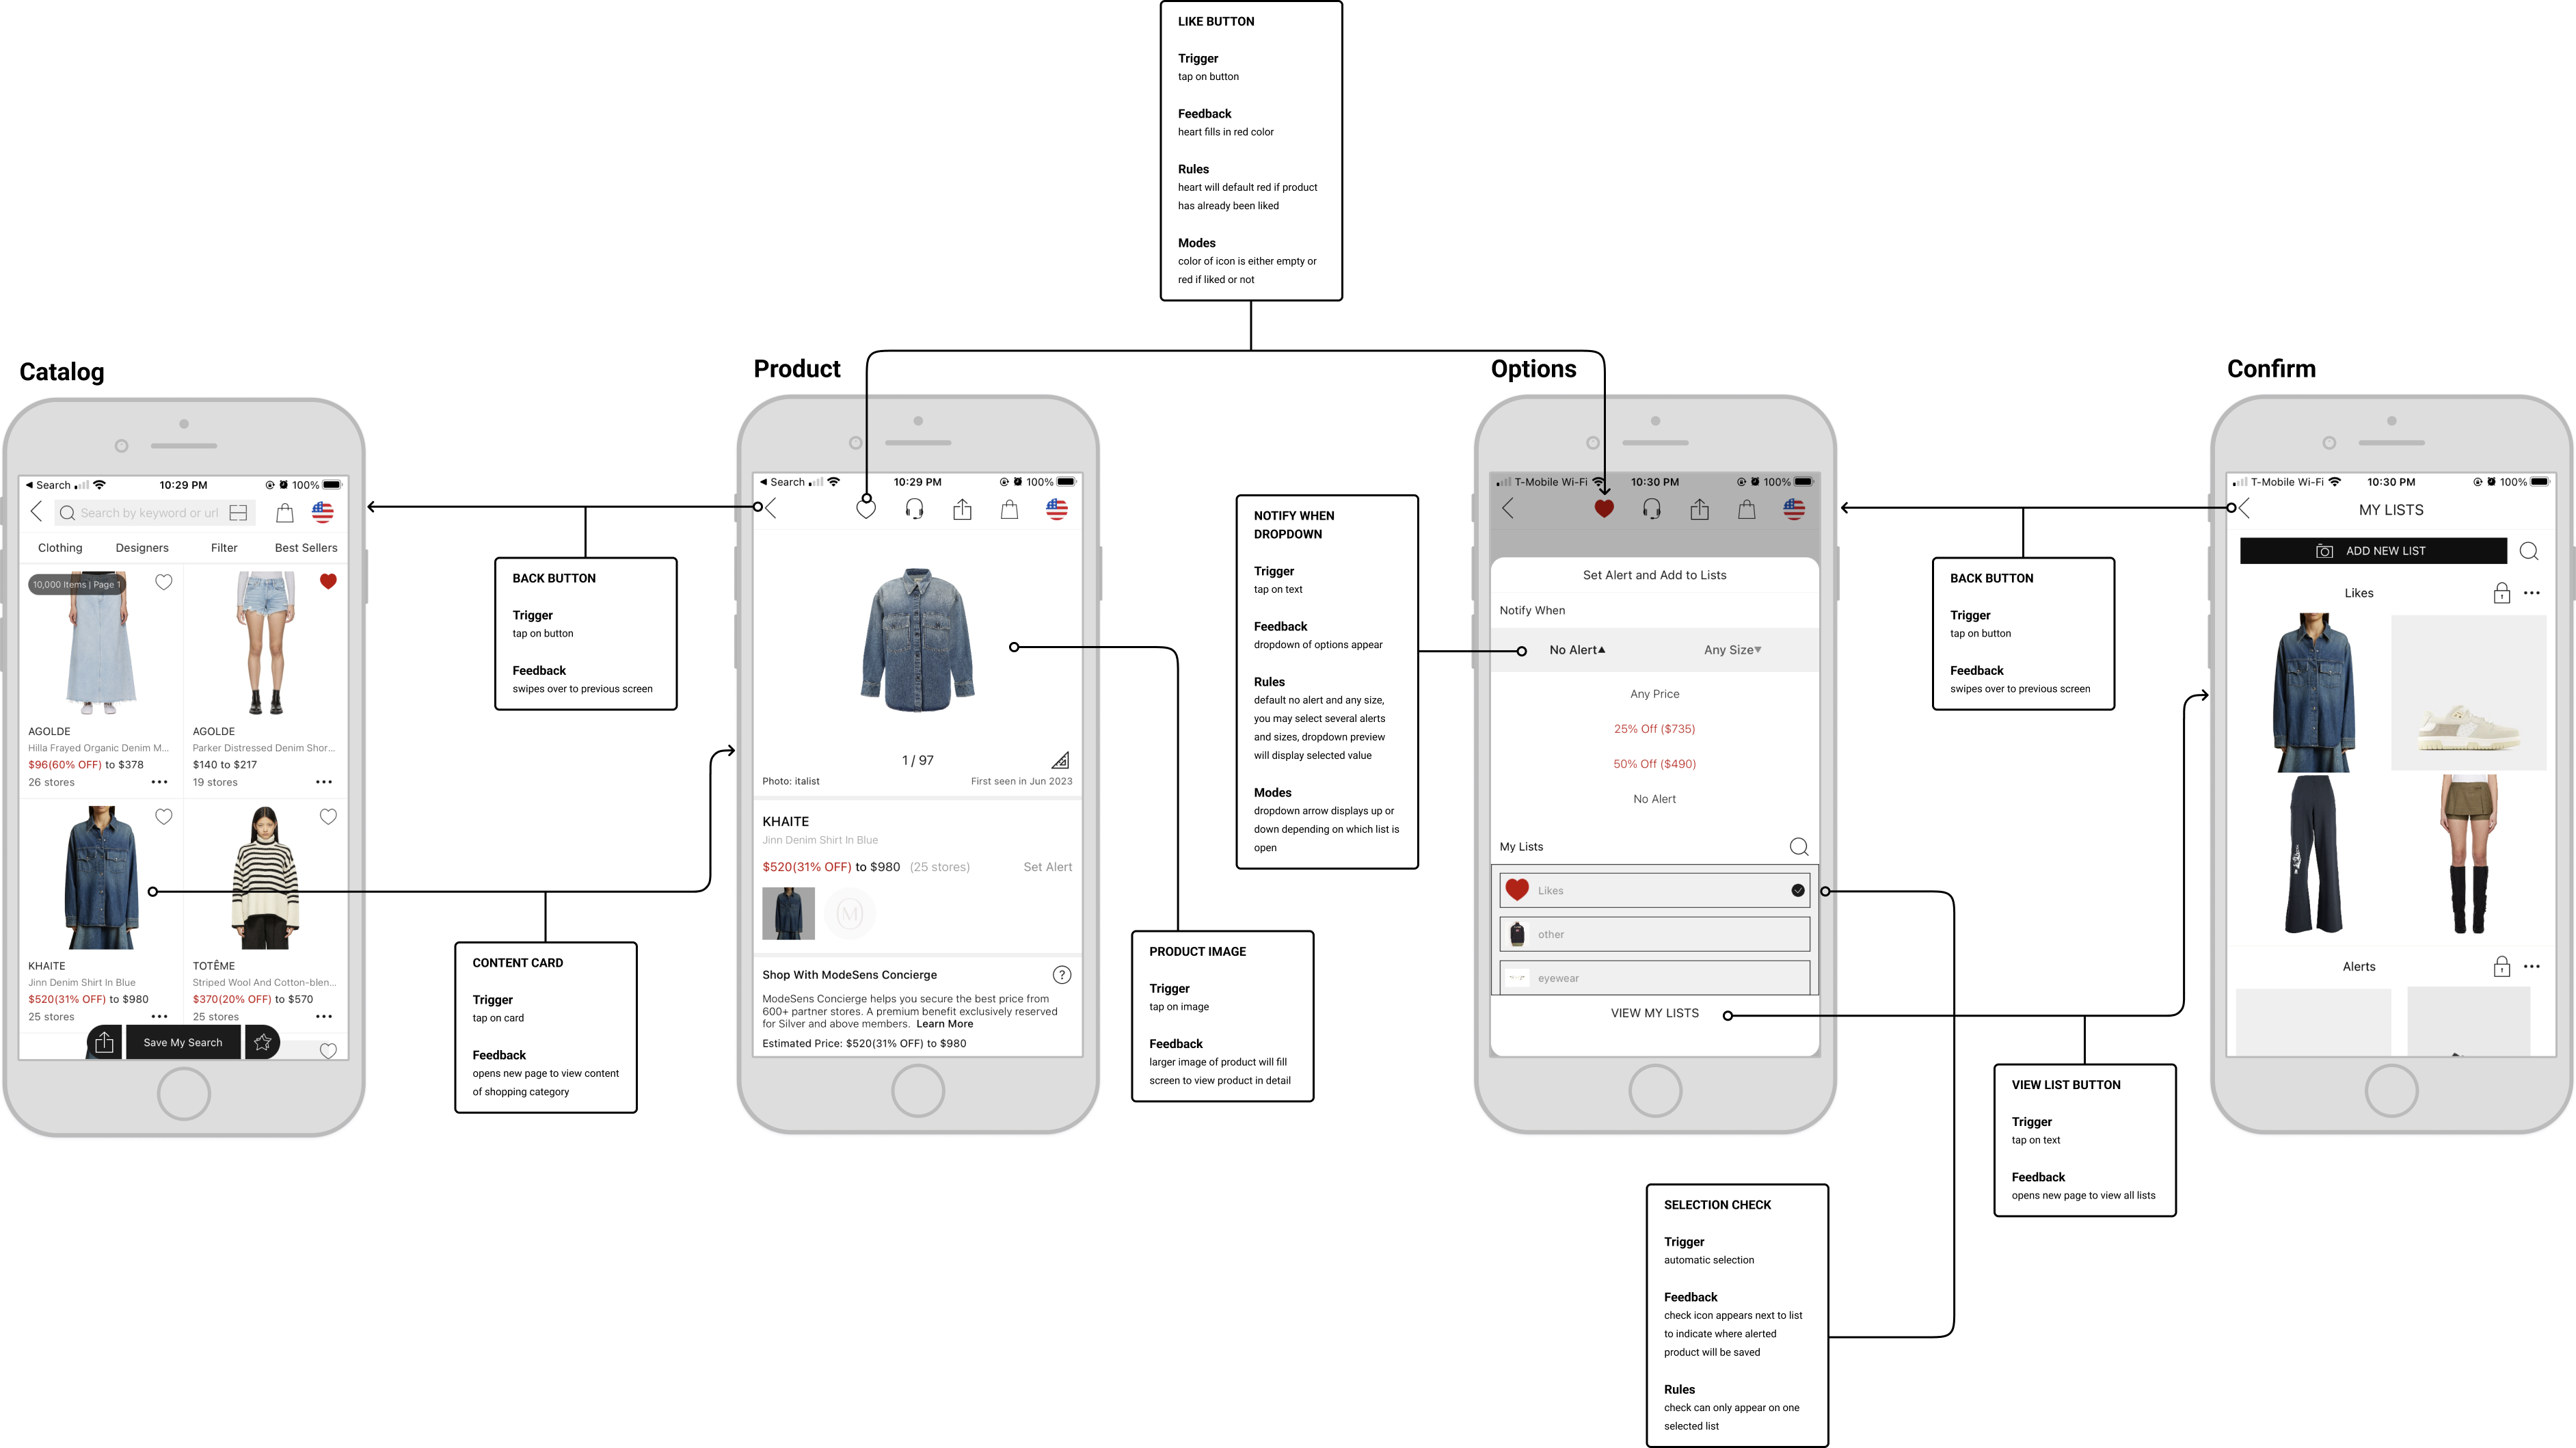 LIKE BUTTON
Trigger
tap on button
Feedback
heart fills in red color
Rules
heart will default red if product
has already been liked
Modes
color of icon is either empty or
red if liked or not
Catalog
Search
10:29 PM
100%
Search by keyword or url
Clothing
Designers
Filter
Best Sellers
10,000 Items | Page 1
AGOLDE
Hilla Frayed Organic Denim M...
$96(60% OFF) to $378
26 stores
AGOLDE
Parker Distressed Denim Shor...
$140 to $217
19 stores
KHAITE
Jinn Denim Shirt In Blue
$520(31% OFF) to $980
25 stores
TOTÊME
Striped Wool And Cotton-blen...
$370(20% OFF) to $570
25 stores
Save My Search
BACK BUTTON
Trigger
tap on button
Feedback
swipes over to previous screen
CONTENT CARD
Trigger
tap on card
Feedback
opens new page to view content
of shopping category
Product
Search
10:29 PM
100%
1 / 97
Photo: italist
First seen in Jun 2023
KHAITE
Jinn Denim Shirt In Blue
$520(31% OFF) to $980 (25 stores)
Set Alert
M
Shop With ModeSens Concierge
?
ModeSens Concierge helps you secure the best price from
600+ partner stores. A premium benefit exclusively reserved
for Silver and above members. Learn More
Estimated Price: $520(31% OFF) to $980
PRODUCT IMAGE
Trigger
tap on image
Feedback
larger image of product will fill
screen to view product in detail
NOTIFY WHEN
DROPDOWN
Trigger
tap on text
Feedback
dropdown of options appear
Rules
default no alert and any size,
you may select several alerts
and sizes, dropdown preview
will display selected value
Modes
dropdown arrow displays up or
down depending on which list is
open
Options
T-Mobile Wi-Fi
10:30 PM
100%
Set Alert and Add to Lists
Notify When
No Alert
Any Size
Any Price
25% Off ($735)
50% Off ($490)
No Alert
My Lists
Likes
other
eyewear
VIEW MY LISTS
SELECTION CHECK
Trigger
automatic selection
Feedback
check icon appears next to list
to indicate where alerted
product will be saved
Rules
check can only appear on one
selected list
BACK BUTTON
Trigger
tap on button
Feedback
swipes over to previous screen
VIEW LIST BUTTON
Trigger
tap on text
Feedback
opens new page to view all lists
Confirm
T-Mobile Wi-Fi
10:30 PM
100%
MY LISTS
ADD NEW LIST
Likes
Alerts